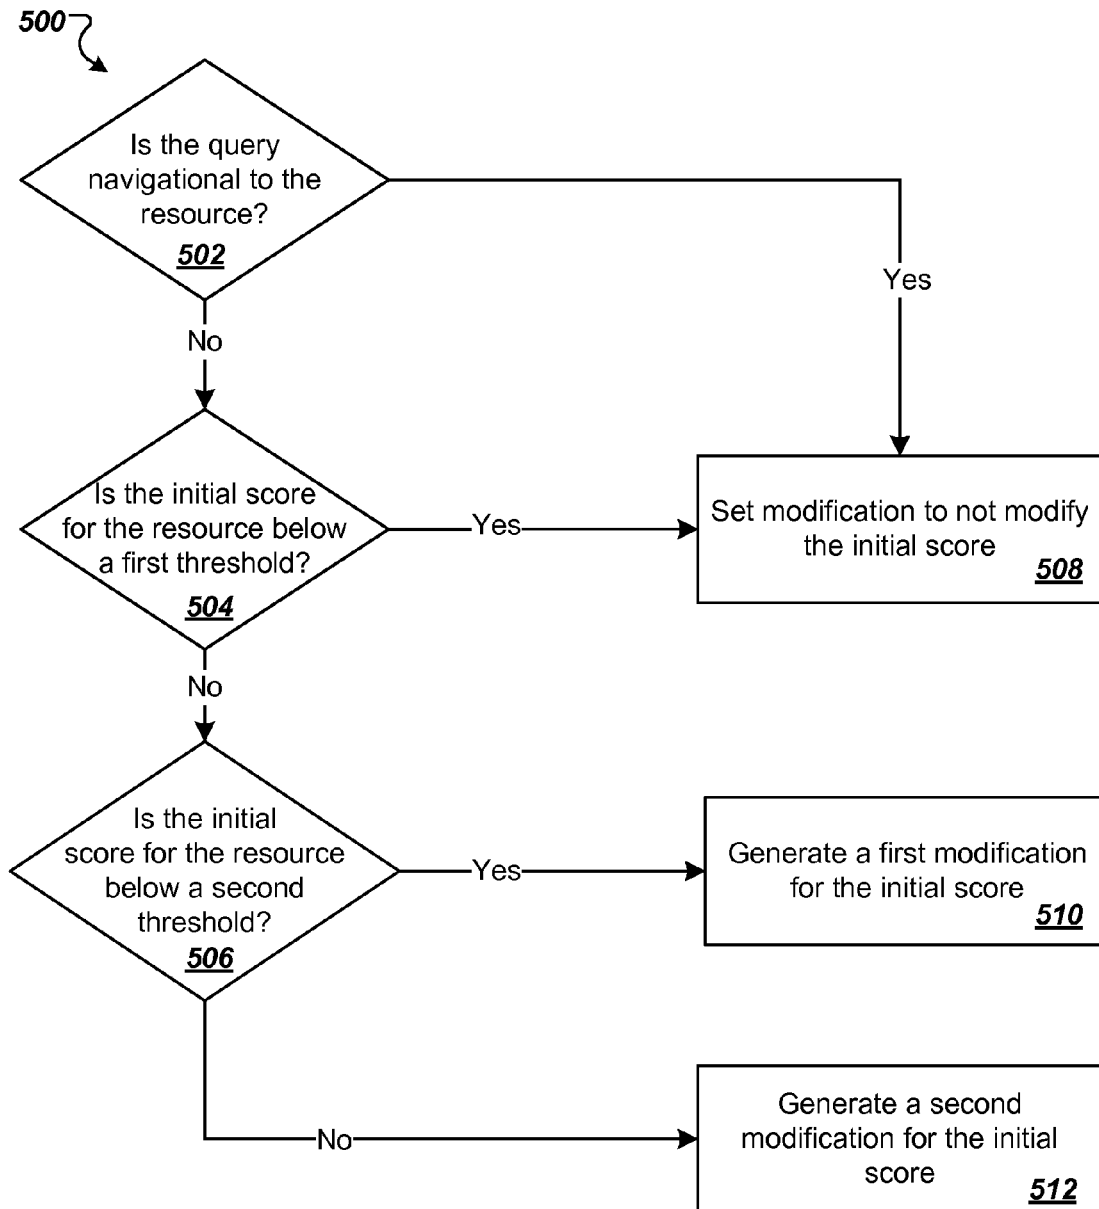 500
Is the query
navigational to the
resource?
502
Yes
No
Is the initial score
for the resource below
a first threshold?
504
Yes
Set modification to not modify
the initial score
508
No
Is the initial
score for the resource
below a second
threshold?
506
Yes
Generate a first modification
for the initial score
510
No
Generate a second
modification for the initial
score
512